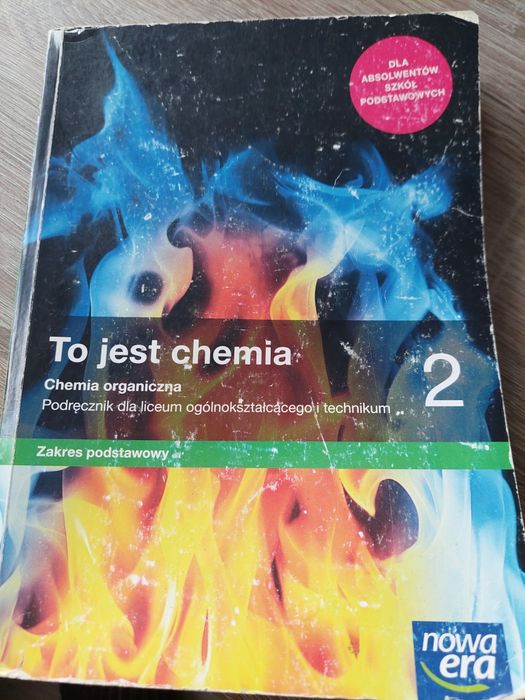 DLA
ABSOLWENTÓW
SZKÓŁ
PODSTAWOWYCH
To jest chemia
2
Chemia organiczna
Podręcznik dla liceum ogólnokształcącego i technikum
Zakres podstawowy
nowa
era